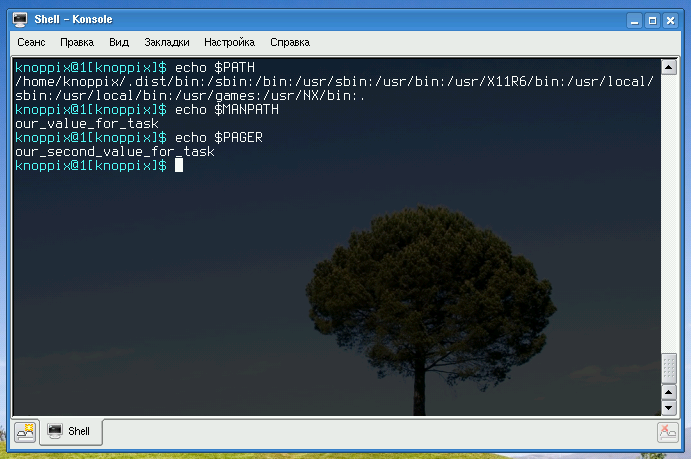 Shell - Konsole
Сеанс Правка Вид Закладки Настройка Справка
knoppix@1[knoppix]$ echo $PATH
/home/knoppix/.dist/bin:/sbin:/bin:/usr/sbin:/usr/bin:/usr/X11R6/bin:/usr/local/
sbin:/usr/local/bin:/usr/games:/usr/NX/bin:.
knoppix@1[knoppix]$ echo $MANPATH
our_value_for_task
knoppix@1[knoppix]$ echo $PAGER
our_second_value_for_task
knoppix@1[knoppix]$
Shell